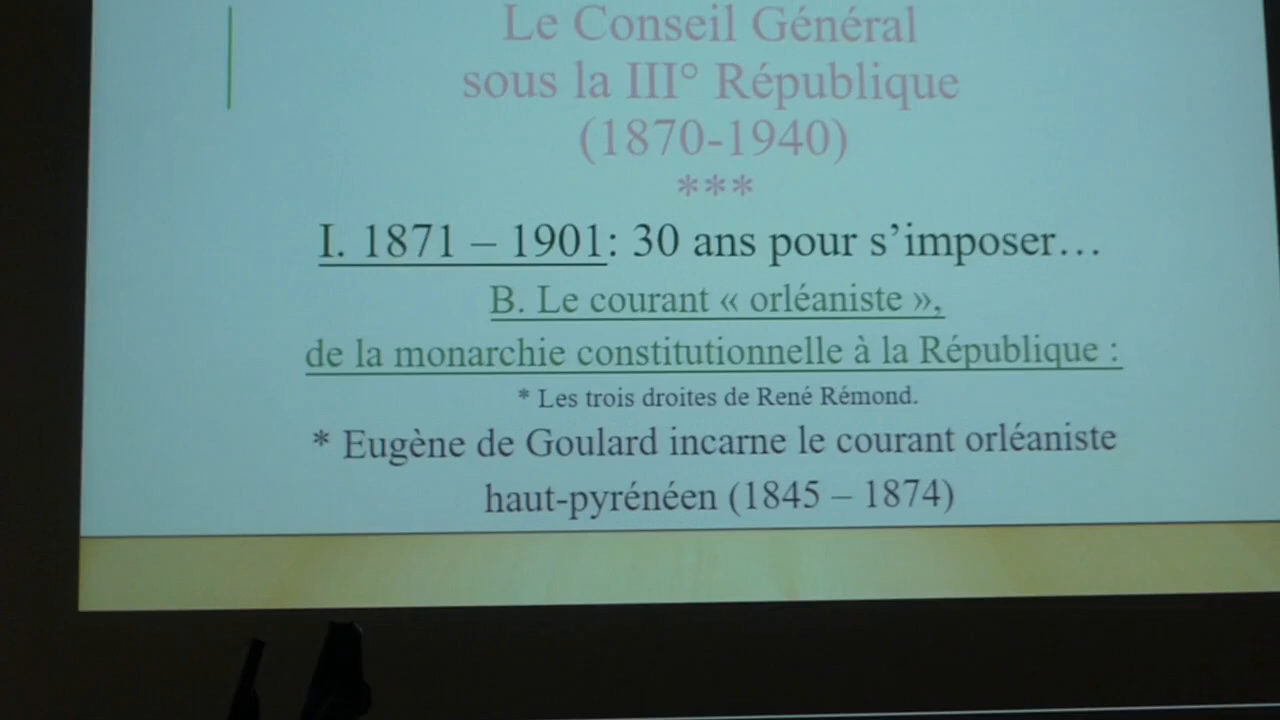 Le Conseil Général
sous la III° République
(1870-1940)
***
I. 1871 – 1901: 30 ans pour s’imposer…
B. Le courant « orléaniste »,
de la monarchie constitutionnelle à la République :
* Les trois droites de René Rémond.
* Eugène de Goulard incarne le courant orléaniste
haut-pyrénéen (1845 – 1874)